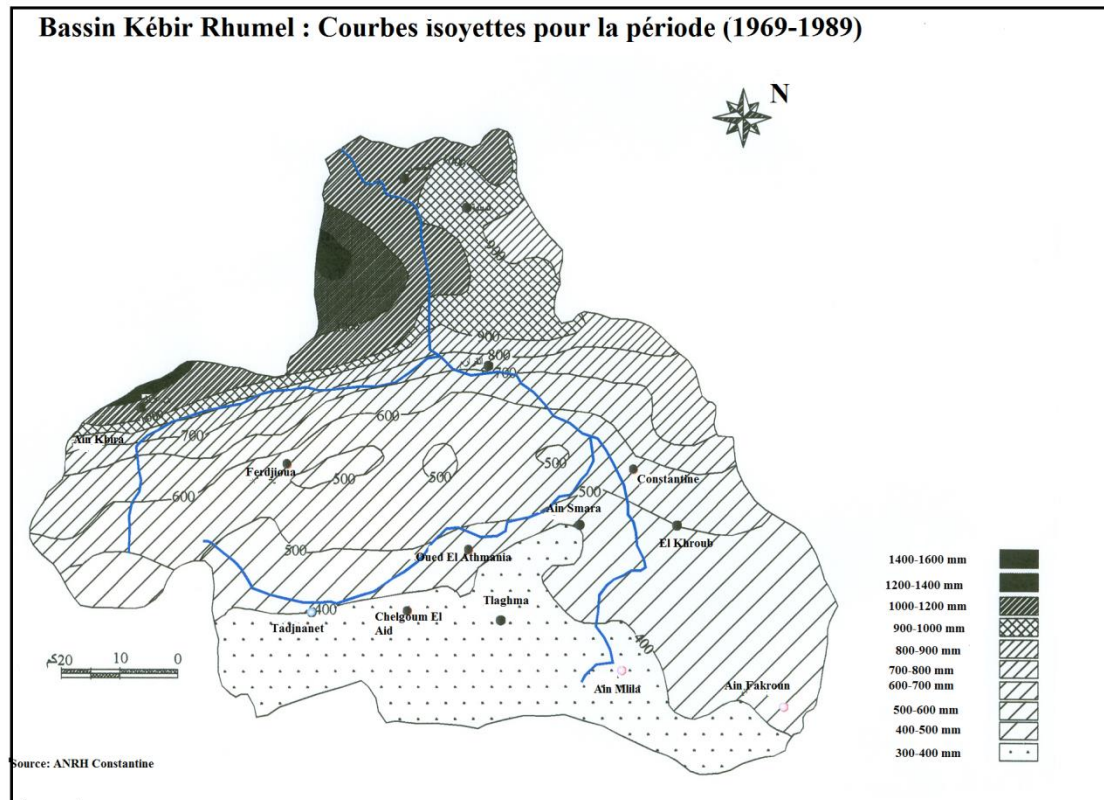 Bassin Kébir Rhumel : Courbes isoyettes pour la période (1969-1989)
N
900
900
800
700
600
Ain Kbira
700
Ferdjioua
500
500
500
Constantine
600
500
Ain Smara
El Khroub
500
Oued El Athmania
400
Tadjnanet
Chelgoum El
Aid
Tlaghma
400
Ain Mlila
Ain Fakroun
كم 20 10 0
1400-1600 mm
1200-1400 mm
1000-1200 mm
900-1000 mm
800-900 mm
700-800 mm
600-700 mm
500-600 mm
400-500 mm
300-400 mm
Source: ANRH Constantine